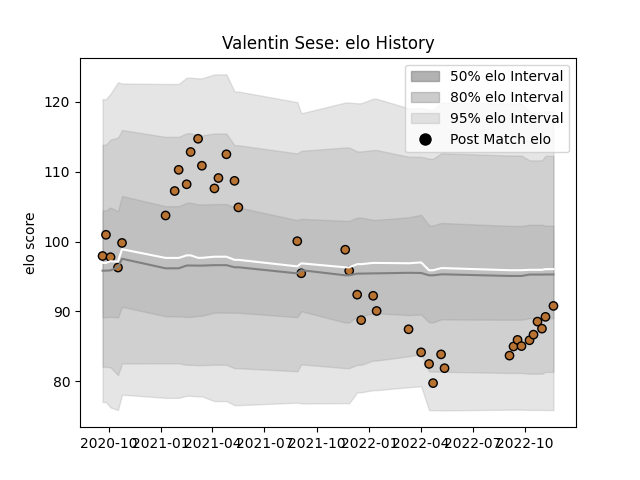 Valentin Sese: elo History
50% elo Interval
80% elo Interval
95% elo Interval
Post Match elo
elo score
120
110
100
90
80
2020-10 2021-01 2021-04 2021-07 2021-10 2022-01 2022-04 2022-07 2022-10